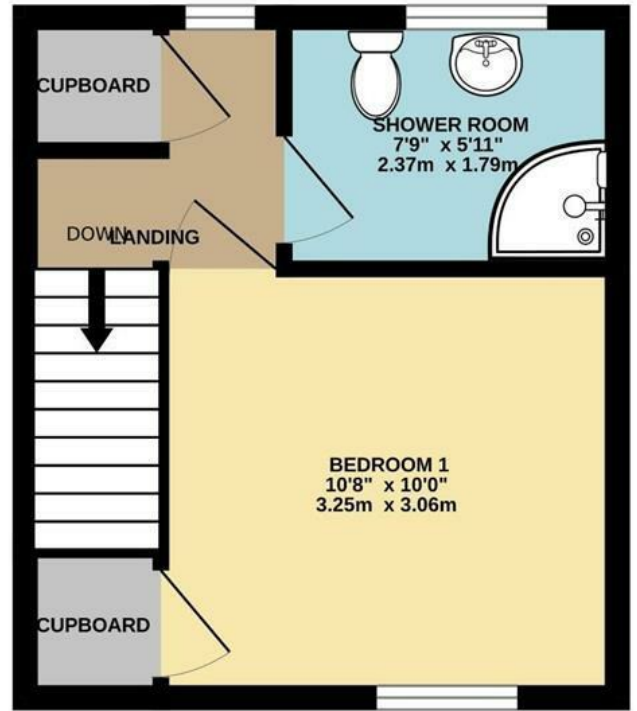 CUPBOARD
SHOWER ROOM
7'9" x 5'11"
2.37m x 1.79m
DOWN
LANDING
BEDROOM 1
10'8" x 10'0"
3.25m x 3.06m
CUPBOARD